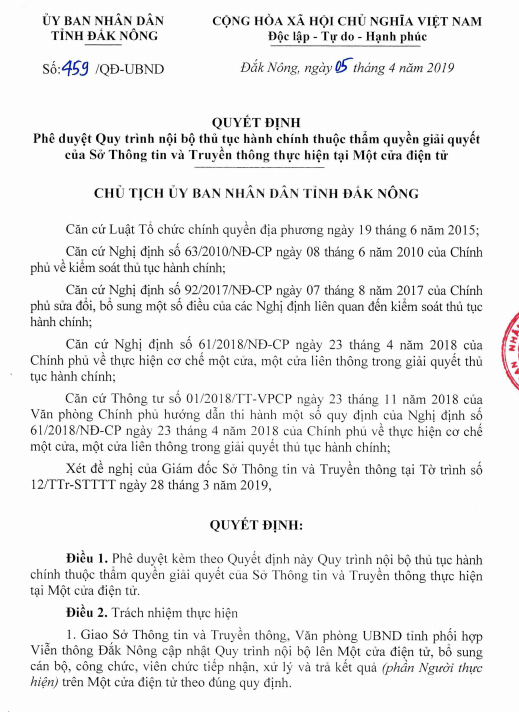 ỦY BAN NHÂN DÂN
TỈNH ĐẮK NÔNG
CỘNG HÒA XÃ HỘI CHỦ NGHĨA VIỆT NAM
Độc lập - Tự do - Hạnh phúc
Số: 459 /QĐ-UBND
Đắk Nông, ngày 05 tháng 4 năm 2019
QUYẾT ĐỊNH
Phê duyệt Quy trình nội bộ thủ tục hành chính thuộc thẩm quyền giải quyết
của Sở Thông tin và Truyền thông thực hiện tại Một cửa điện tử
CHỦ TỊCH ỦY BAN NHÂN DÂN TỈNH ĐẮK NÔNG
Căn cứ Luật Tổ chức chính quyền địa phương ngày 19 tháng 6 năm 2015;
Căn cứ Nghị định số 63/2010/NĐ-CP ngày 08 tháng 6 năm 2010 của Chính
phủ về kiểm soát thủ tục hành chính;
Căn cứ Nghị định số 92/2017/NĐ-CP ngày 07 tháng 8 năm 2017 của Chính
phủ sửa đổi, bổ sung một số điều của các Nghị định liên quan đến kiểm soát thủ tục
hành chính;
Căn cứ Nghị định số 61/2018/NĐ-CP ngày 23 tháng 4 năm 2018 của
Chính phủ về thực hiện cơ chế một cửa, một cửa liên thông trong giải quyết thủ
tục hành chính;
Căn cứ Thông tư số 01/2018/TT-VPCP ngày 23 tháng 11 năm 2018 của
Văn phòng Chính phủ hướng dẫn thi hành một số quy định của Nghị định số
61/2018/NĐ-CP ngày 23 tháng 4 năm 2018 của Chính phủ về thực hiện cơ chế
một cửa, một cửa liên thông trong giải quyết thủ tục hành chính;
Xét đề nghị của Giám đốc Sở Thông tin và Truyền thông tại Tờ trình số
12/TTr-STTTT ngày 28 tháng 3 năm 2019,
QUYẾT ĐỊNH:
Điều 1. Phê duyệt kèm theo Quyết định này Quy trình nội bộ thủ tục hành
chính thuộc thẩm quyền giải quyết của Sở Thông tin và Truyền thông thực hiện
tại Một cửa điện tử.
Điều 2. Trách nhiệm thực hiện
1. Giao Sở Thông tin và Truyền thông, Văn phòng UBND tỉnh phối hợp
Viễn thông Đắk Nông cập nhật Quy trình nội bộ lên Một cửa điện tử, bổ sung
cán bộ, công chức, viên chức tiếp nhận, xử lý và trả kết quả (phần Người thực
hiện) trên Một cửa điện tử theo đúng quy định.